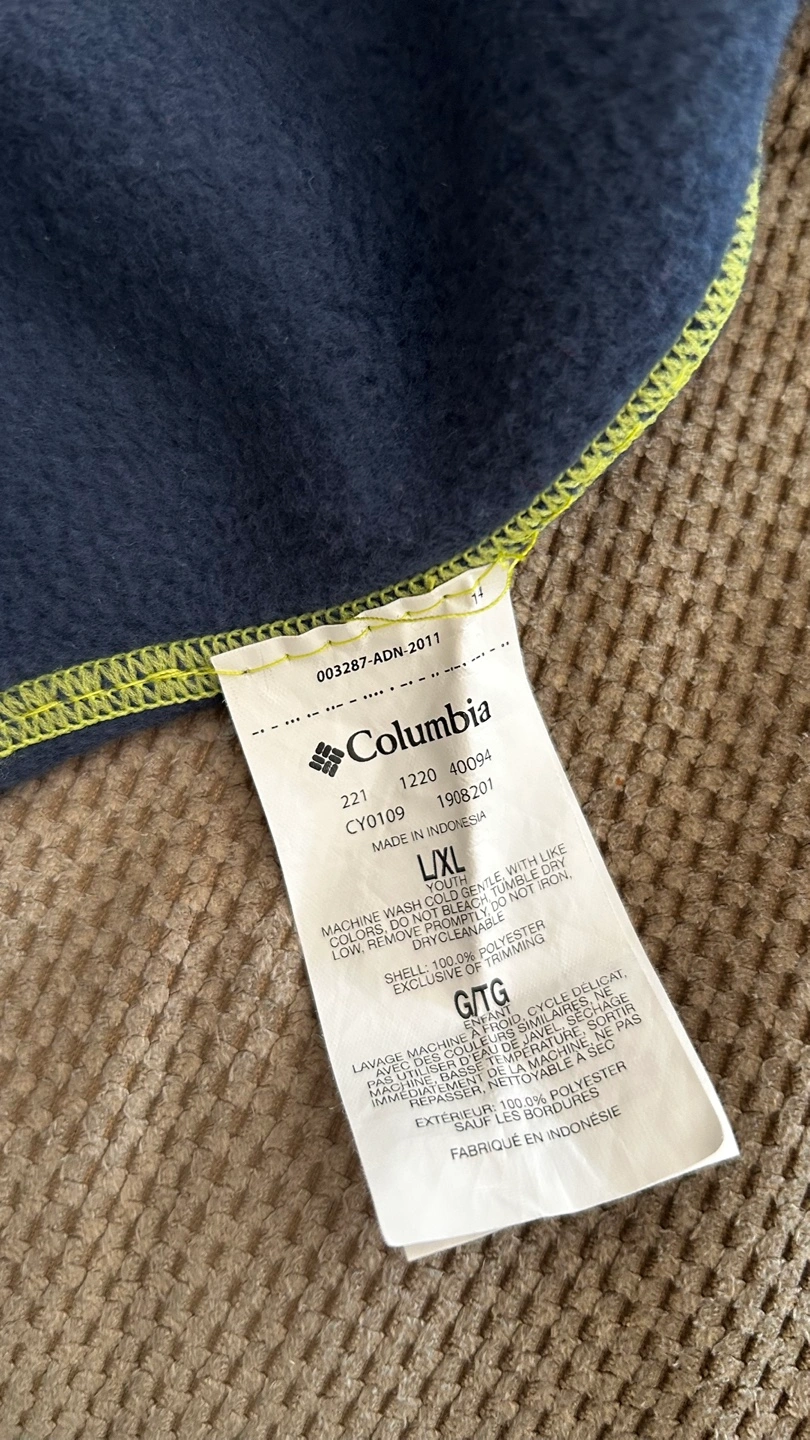 14
003287-ADN-2011
Columbia
221 1220 40094
CY0109 1908201
MADE IN INDONESIA
L/XL
YOUTH
MACHINE WASH COLD GENTLE, WITH LIKE
COLORS, DO NOT BLEACH, TUMBLE DRY
LOW, REMOVE PROMPTLY, DO NOT IRON,
DRYCLEANABLE
SHELL: 100.0% POLYESTER
EXCLUSIVE OF TRIMMING
G/TG
ENFANT
LAVAGE MACHINE À FROID, CYCLE DÉLICAT,
AVEC DES COULEURS SIMILAIRES, NE
PAS UTILISER D'EAU DE JAVEL, SÉCHAGE
MACHINE, BASSE TEMPÉRATURE, SORTIR
IMMÉDIATEMENT DE LA MACHINE, NE PAS
REPASSER, NETTOYABLE À SEC
EXTÉRIEUR: 100.0% POLYESTER
SAUF LES BORDURES
FABRIQUÉ EN INDONÉSIE